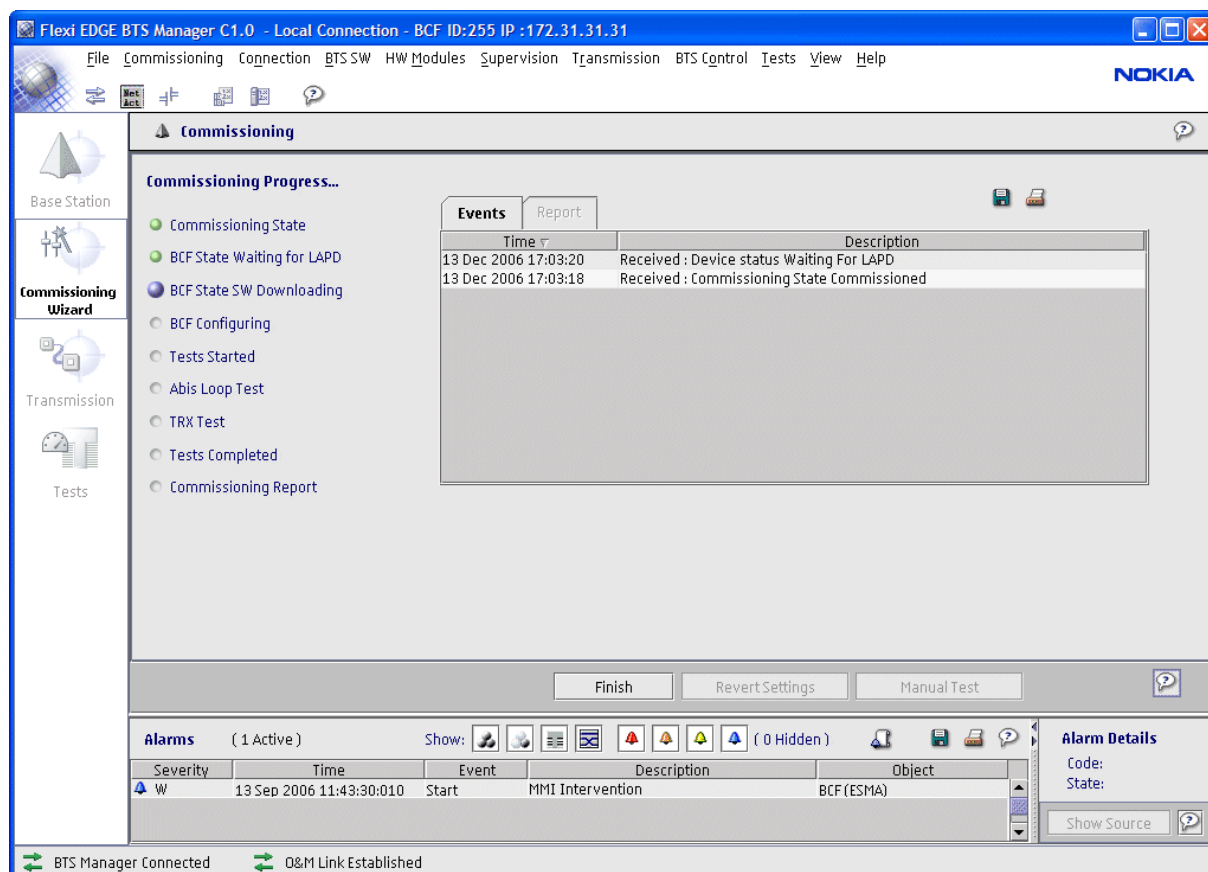 Flexi EDGE BTS Manager C1.0 - Local Connection - BCF ID:255 IP :172.31.31.31
File Commissioning Connection BTS SW HW Modules Supervision Transmission BTS Control Tests View Help
NOKIA
Net
Act
Commissioning
Base Station
Commissioning
Wizard
Transmission
Tests
Commissioning Progress...
Commissioning State
BCF State Waiting for LAPD
BCF State SW Downloading
BCF Configuring
Tests Started
Abis Loop Test
TRX Test
Tests Completed
Commissioning Report
Events Report
Time Description
13 Dec 2006 17:03:20 Received : Device status Waiting For LAPD
13 Dec 2006 17:03:18 Received : Commissioning State Commissioned
Finish Revert Settings Manual Test
Alarms ( 1 Active ) Show: ( 0 Hidden )
Severity Time Event Description Object
W 13 Sep 2006 11:43:30:010 Start MMI Intervention BCF (ESMA)
Alarm Details
Code:
State:
Show Source
BTS Manager Connected O&M Link Established